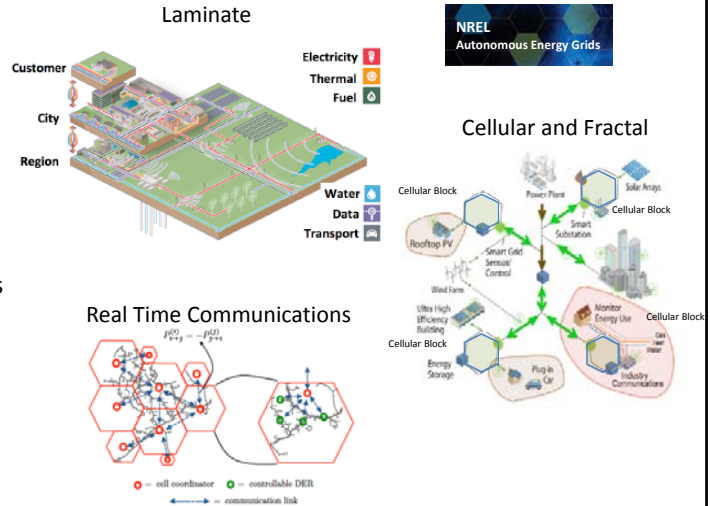 Laminate
NREL
Autonomous Energy Grids
Customer
City
Region
Electricity
Thermal
Fuel
Water
Data
Transport
Cellular and Fractal
Cellular Block
Power Plant
Solar Arrays
Cellular Block
Smart
Substation
Rooftop PV
Smart Grid
Sensor/
Control
Wind Farm
Ultra High
Efficiency
Building
Monitor
Energy Use
Cellular Block
Cellular Block
Energy
Storage
Plug-in
Car
Industry
Communications
s
Real Time Communications
= cell coordinator
= controllable DER
= communication link